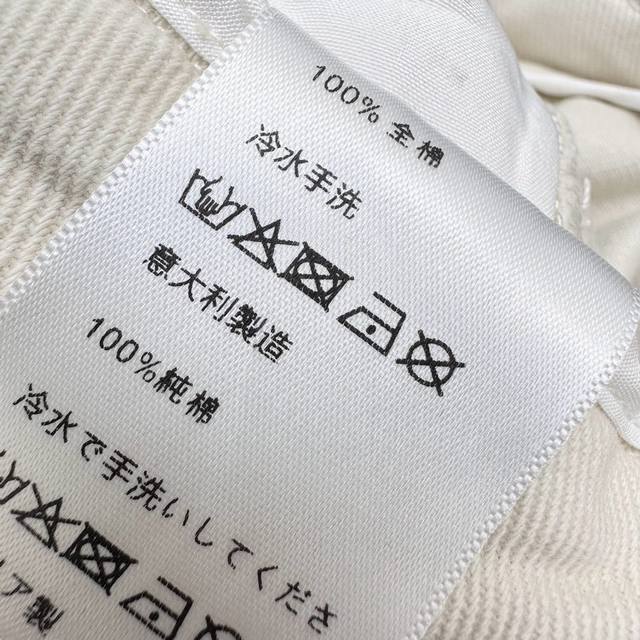 100% 全棉
冷水手洗
意大利製造
100%純棉
冷水で手洗いしてくださ
ア製